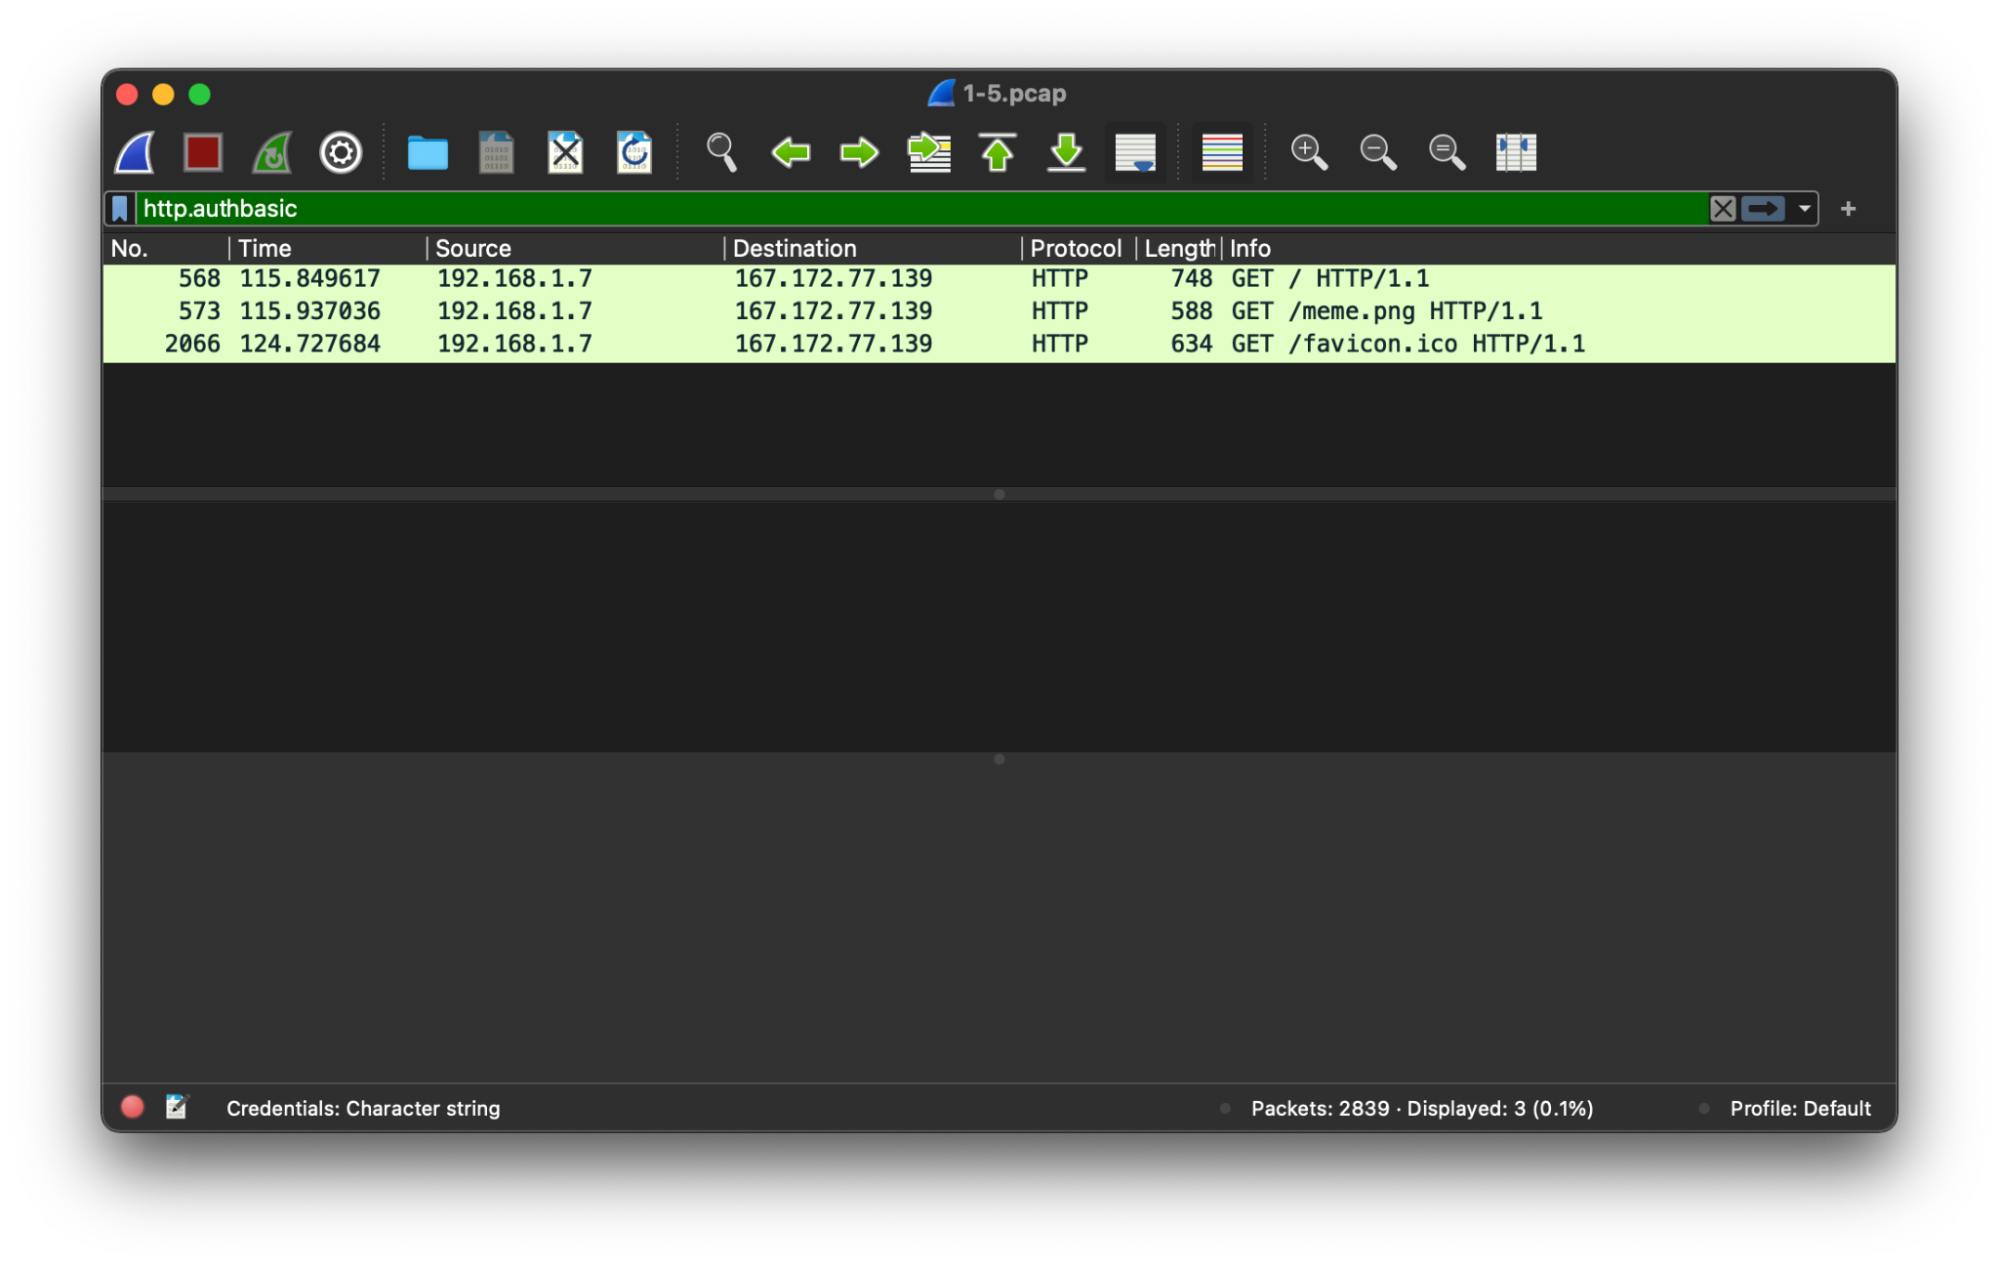 1-5.pcap
http.authbasic
No. Time Source Destination Protocol Length Info
568 115.849617 192.168.1.7 167.172.77.139 HTTP 748 GET / HTTP/1.1
573 115.937036 192.168.1.7 167.172.77.139 HTTP 588 GET /meme.png HTTP/1.1
2066 124.727684 192.168.1.7 167.172.77.139 HTTP 634 GET /favicon.ico HTTP/1.1
Credentials: Character string Packets: 2839 · Displayed: 3 (0.1%) Profile: Default